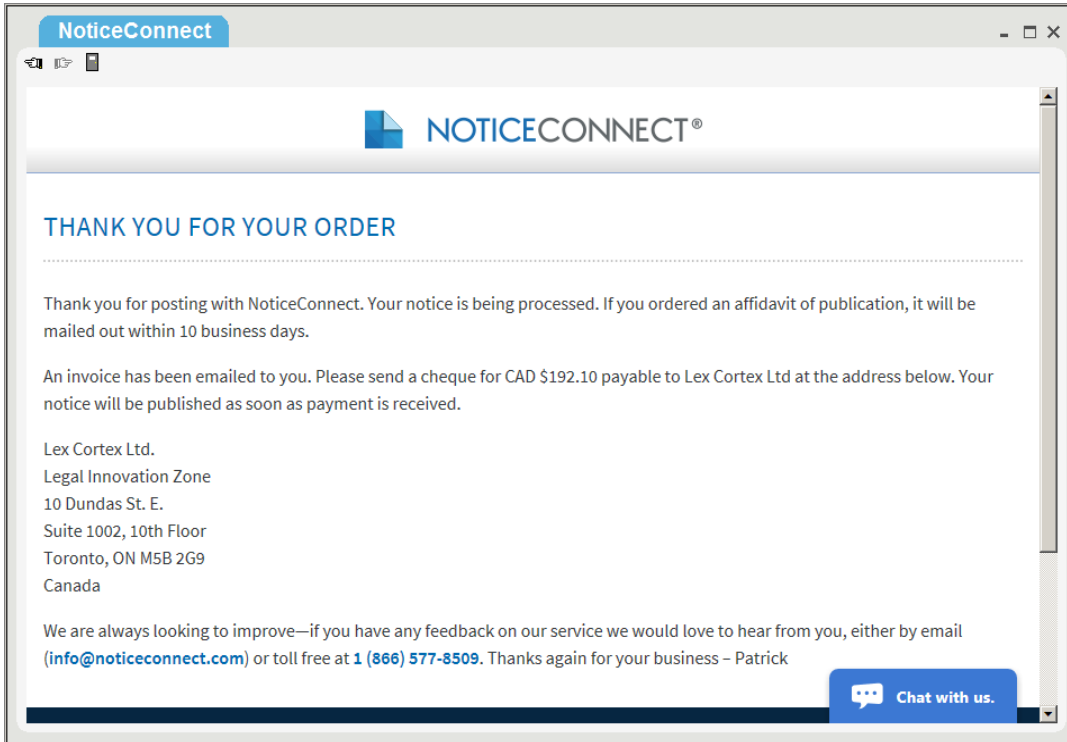 NoticeConnect
NOTICECONNECT®
THANK YOU FOR YOUR ORDER
Thank you for posting with NoticeConnect. Your notice is being processed. If you ordered an affidavit of publication, it will be
mailed out within 10 business days.
An invoice has been emailed to you. Please send a cheque for CAD $192.10 payable to Lex Cortex Ltd at the address below. Your
notice will be published as soon as payment is received.
Lex Cortex Ltd.
Legal Innovation Zone
10 Dundas St. E.
Suite 1002, 10th Floor
Toronto, ON M5B 2G9
Canada
We are always looking to improve—if you have any feedback on our service we would love to hear from you, either by email
(info@noticeconnect.com) or toll free at 1 (866) 577-8509. Thanks again for your business – Patrick
Chat with us.